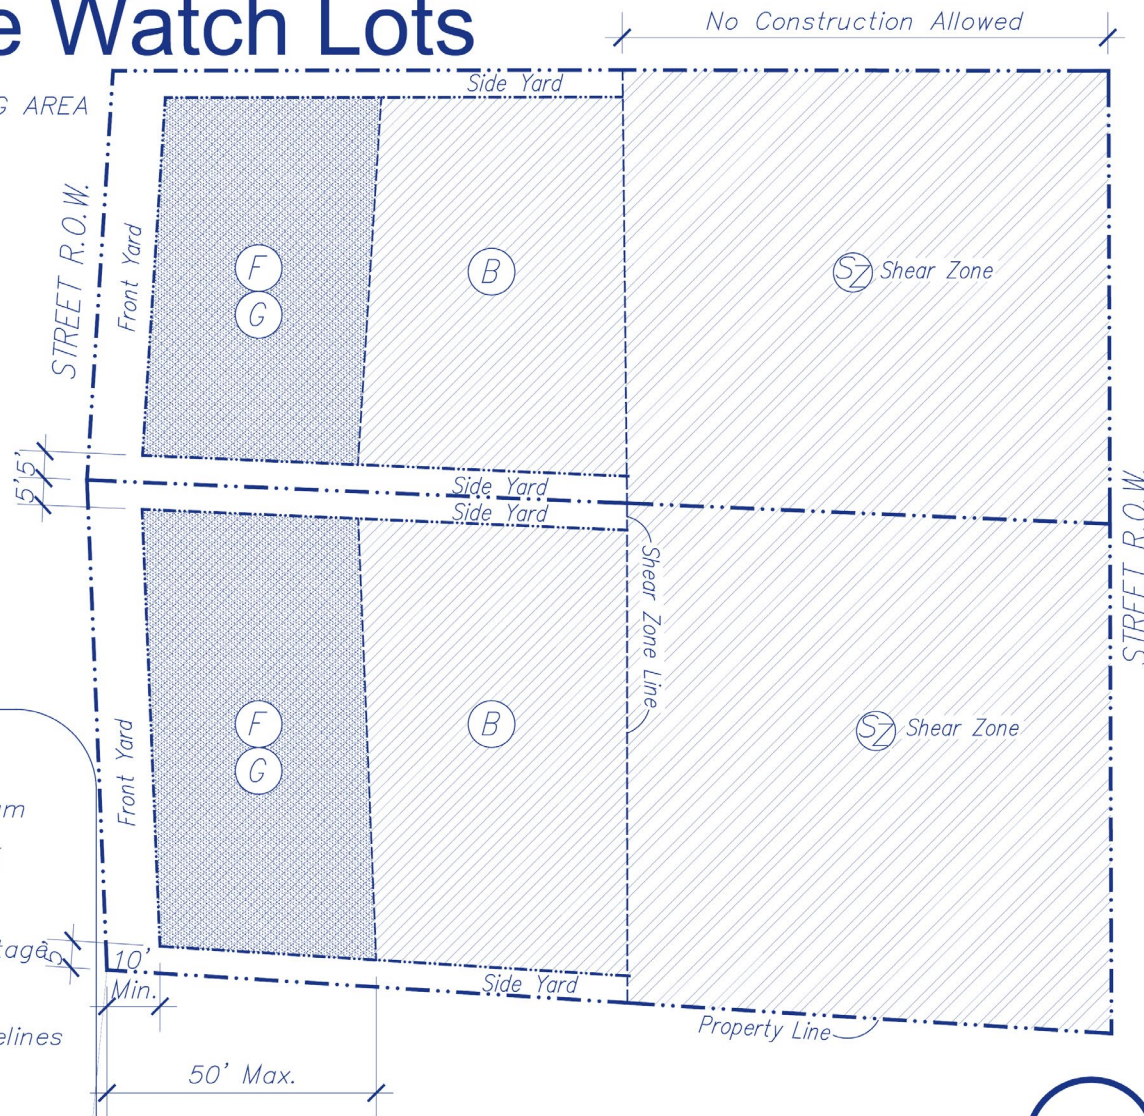 e Watch Lots
No Construction Allowed
Side Yard
G AREA
STREET R.O.W.
Front Yard
F
G
B
SZ Shear Zone
5'
5'
Side Yard
Side Yard
Shear Zone Line
STREET R.O.W.
F
G
B
SZ Shear Zone
Front Yard
um
tage
5'
10'
Min.
Side Yard
Property Line
elines
50' Max.